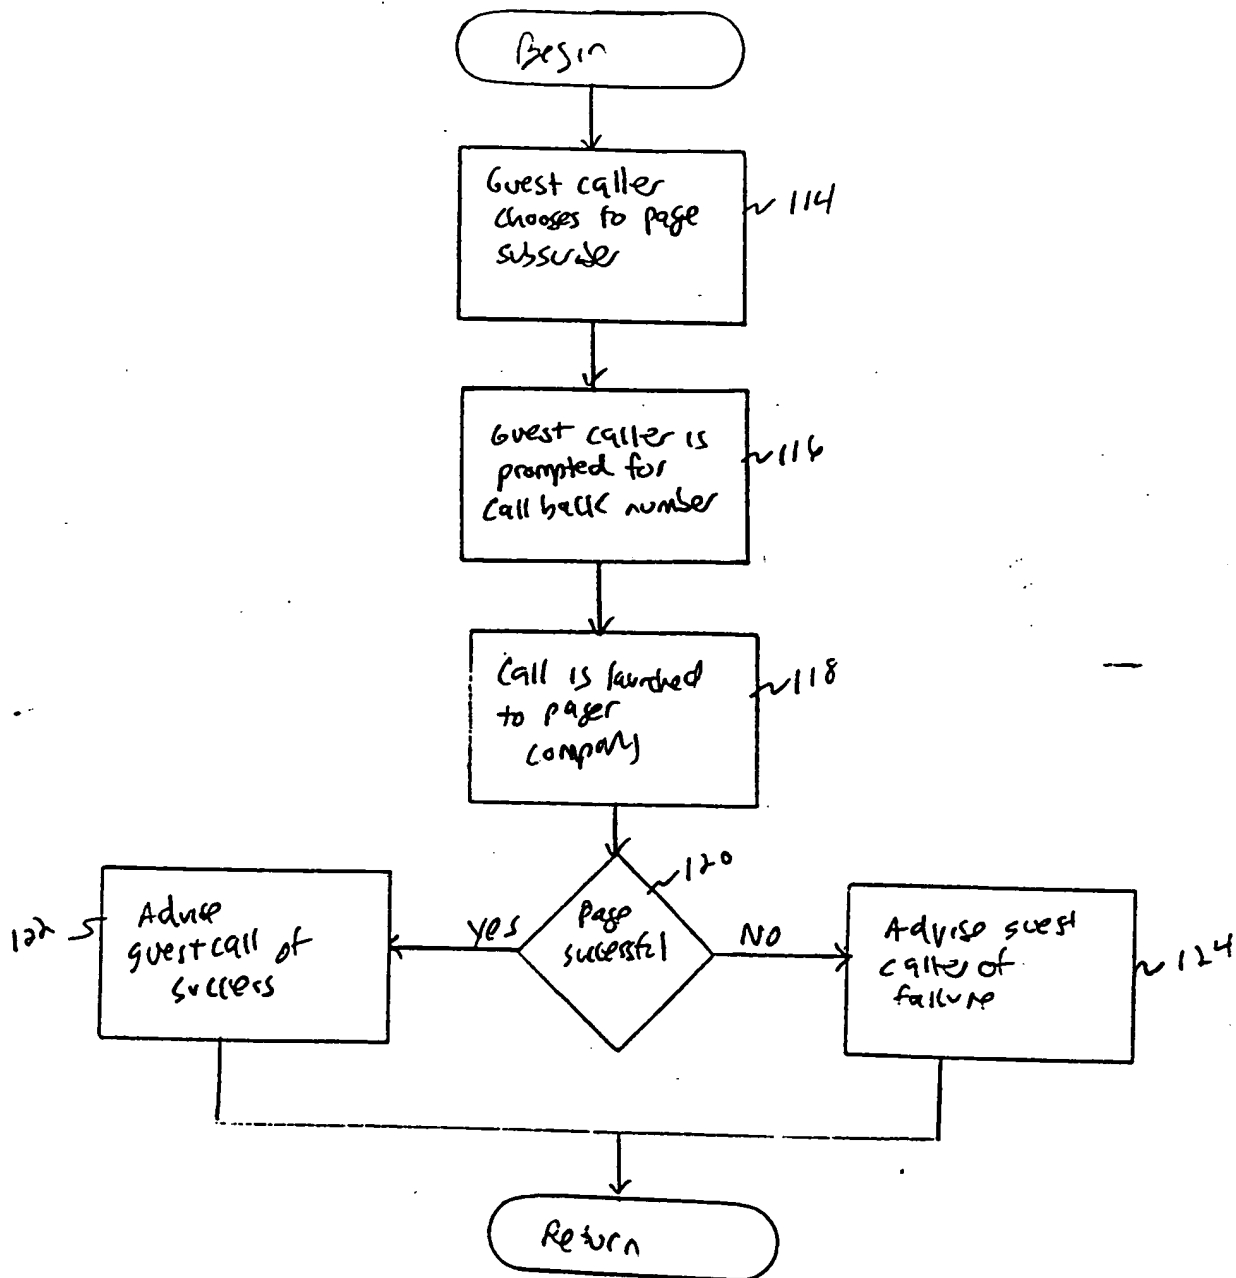 Begin
Guest caller
chooses to page
subscriber
114
Guest caller is
prompted for
call back number
116
Call is launched
to pager
company
118
120
Page
successful
Yes
No
122
Advise
guest call of
success
Advise guest
caller of
failure
124
Return